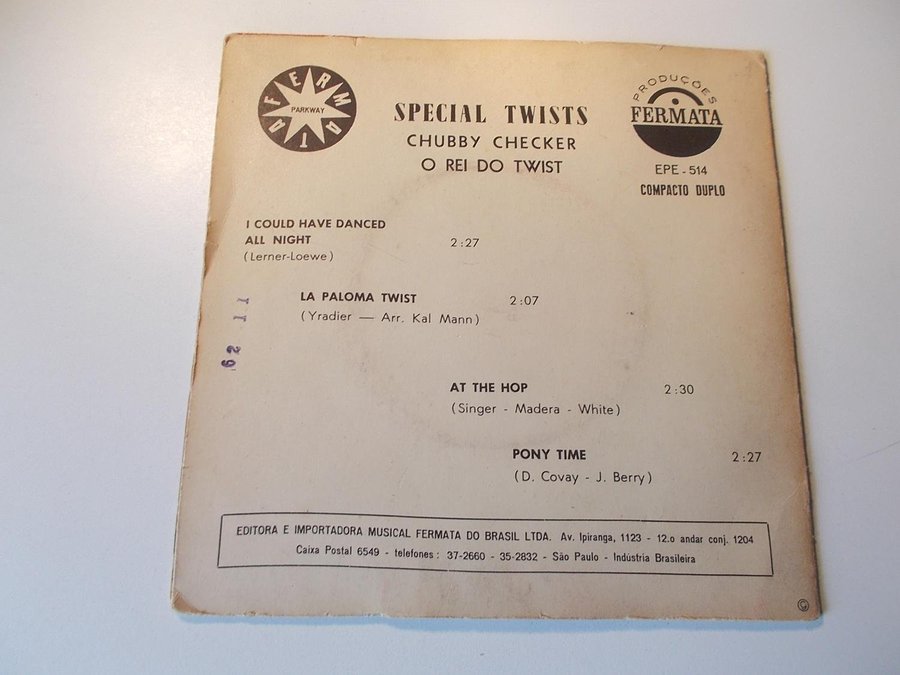 FERMATA
PARKWAY
SPECIAL TWISTS
CHUBBY CHECKER
O REI DO TWIST
PRODUÇÕES
FERMATA
EPE - 514
COMPACTO DUPLO
I COULD HAVE DANCED
ALL NIGHT 2:27
(Lerner-Loewe)
LA PALOMA TWIST 2:07
(Yradier — Arr. Kal Mann)
AT THE HOP 2:30
(Singer - Madera - White)
PONY TIME 2:27
(D. Covay - J. Berry)
EDITORA E IMPORTADORA MUSICAL FERMATA DO BRASIL LTDA. Av. Ipiranga, 1123 - 12.o andar conj. 1204
Caixa Postal 6549 - telefones: 37-2660 - 35-2832 - São Paulo - Indústria Brasileira